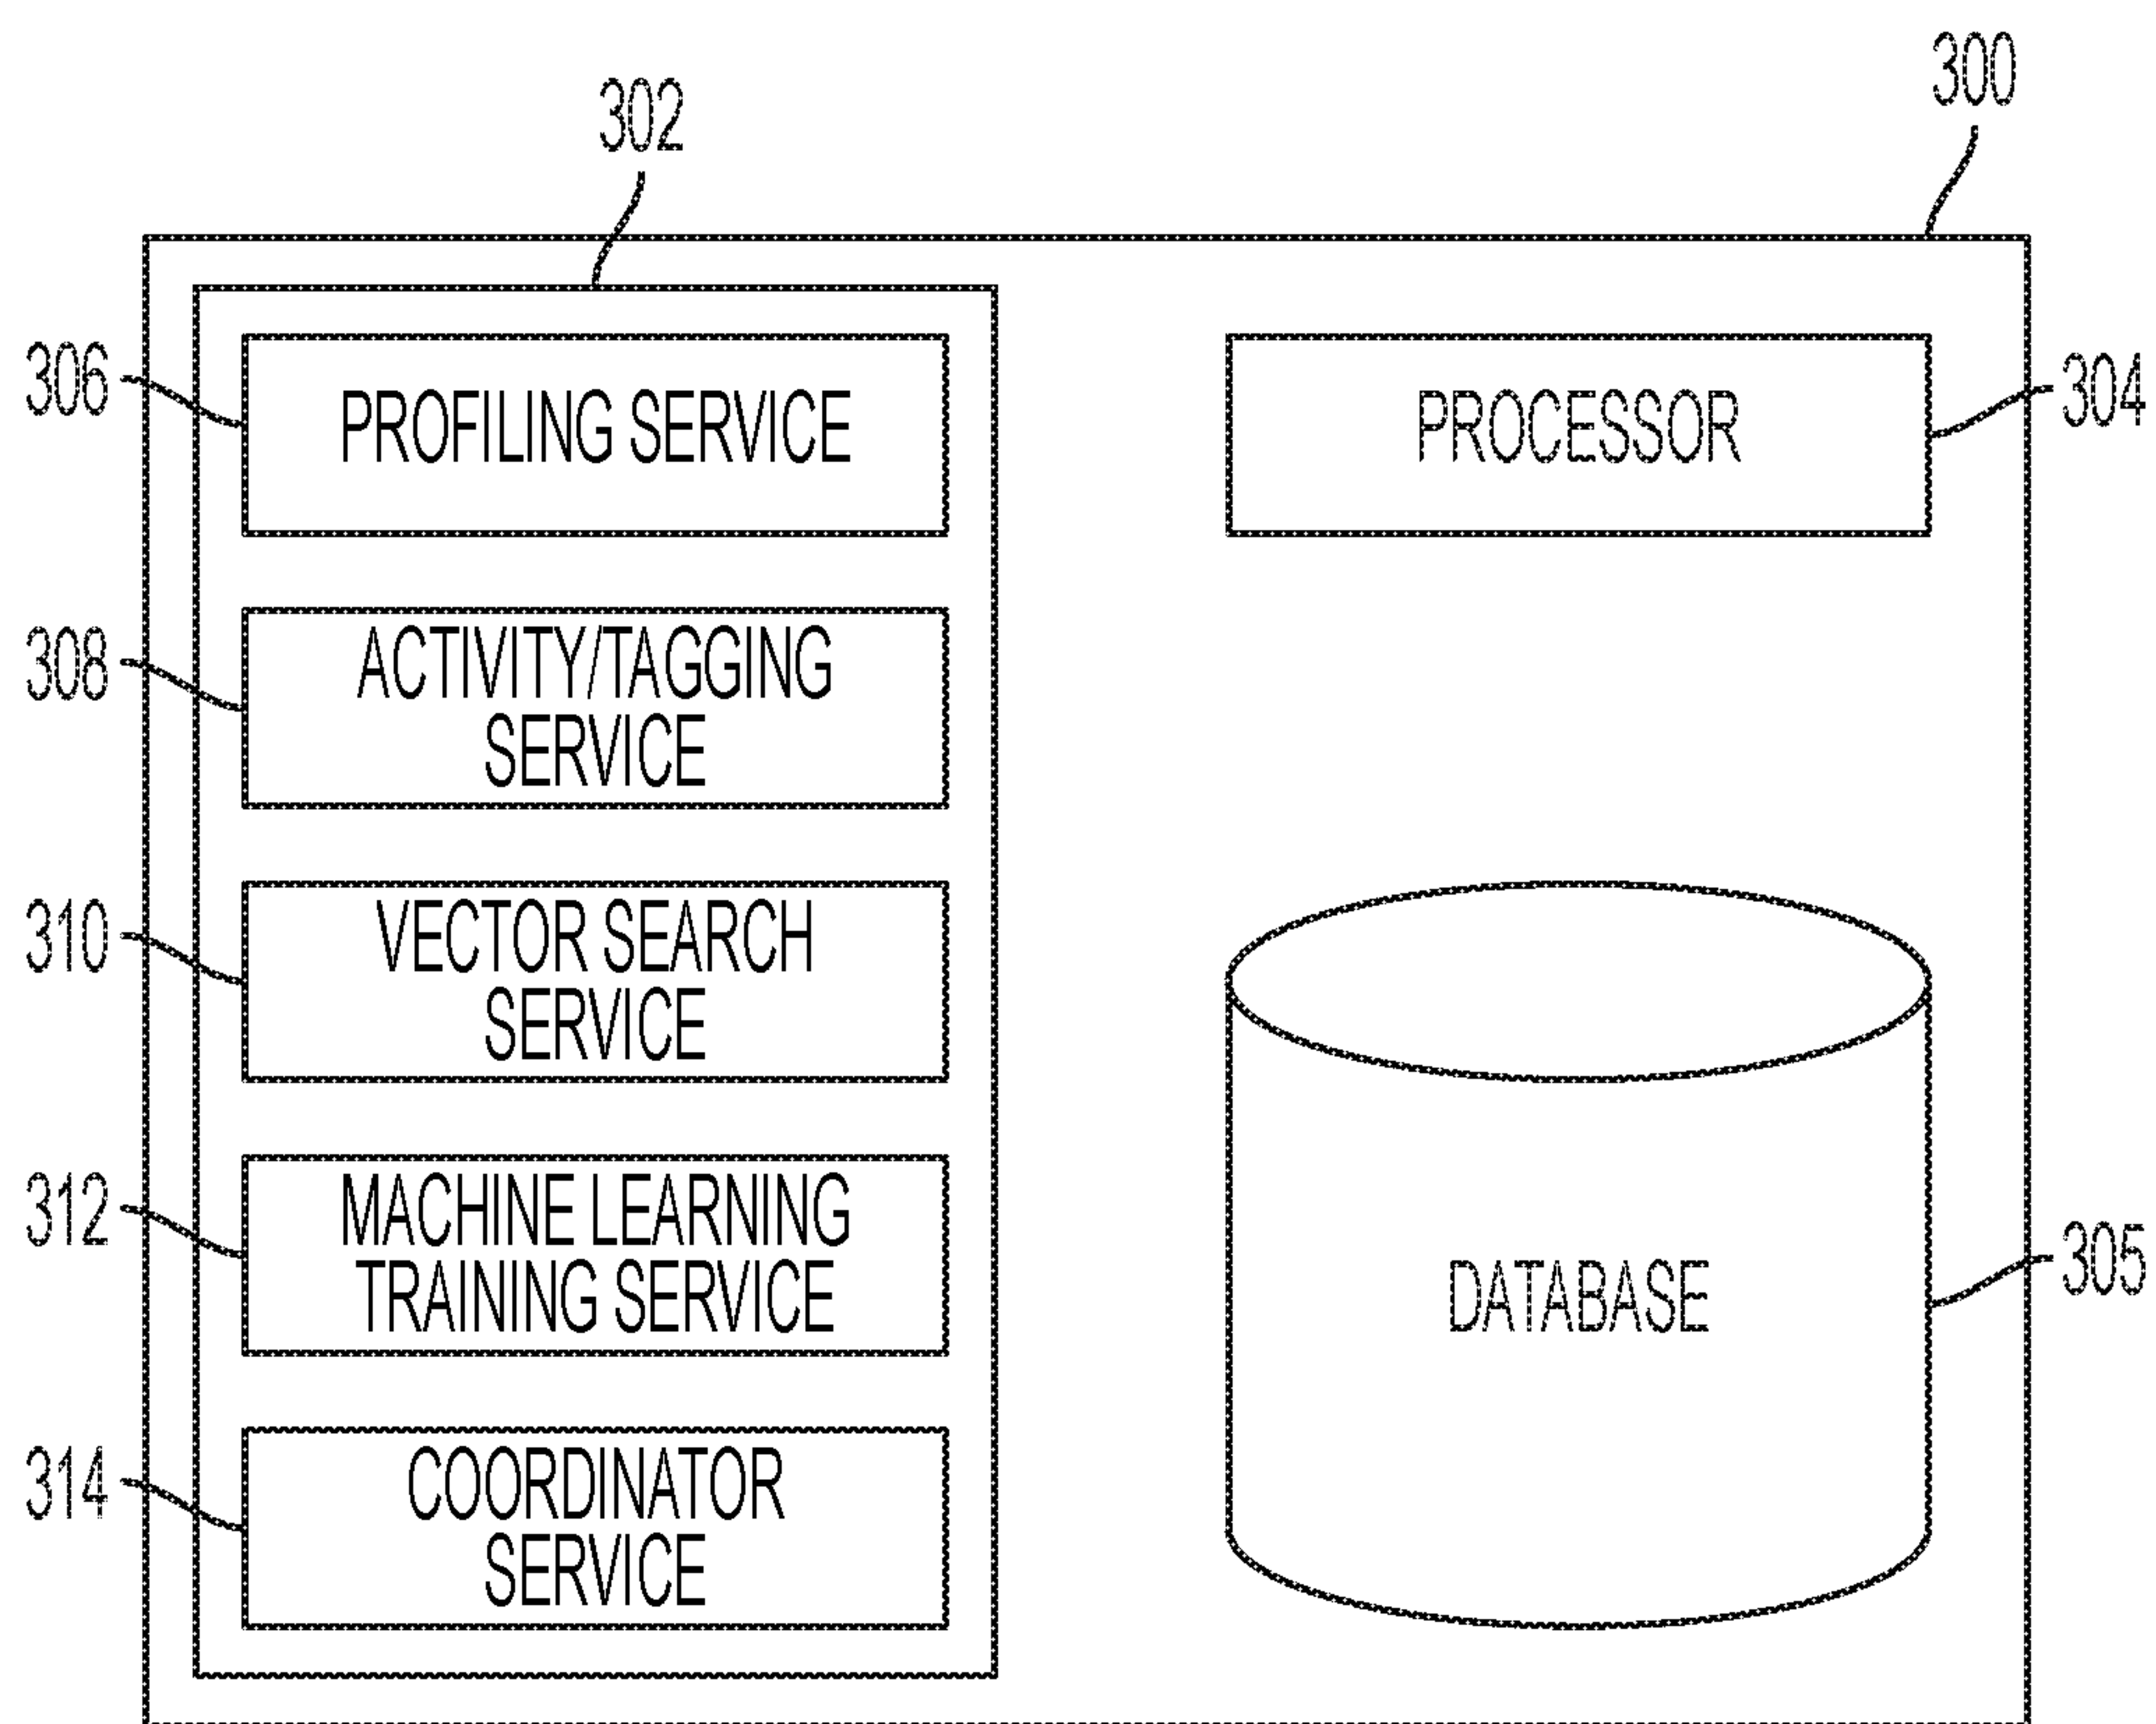 300
302
306
PROFILING SERVICE
PROCESSOR
304
308
ACTIVITY/TAGGING
SERVICE
310
VECTOR SEARCH
SERVICE
312
MACHINE LEARNING
TRAINING SERVICE
DATABASE
305
314
COORDINATOR
SERVICE